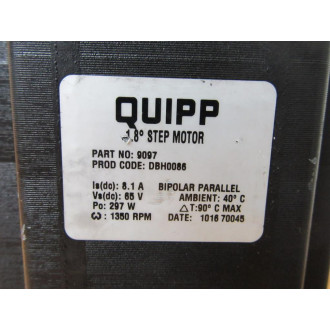 QUIPP
1.8° STEP MOTOR
PART NO: 9097
PROD CODE: DBH0086
Is(dc): 8.1 A BIPOLAR PARALLEL
Vs(dc): 65 V AMBIENT: 40° C
Po: 297 W △T:90° C MAX
ω : 1350 RPM DATE: 1016 70045